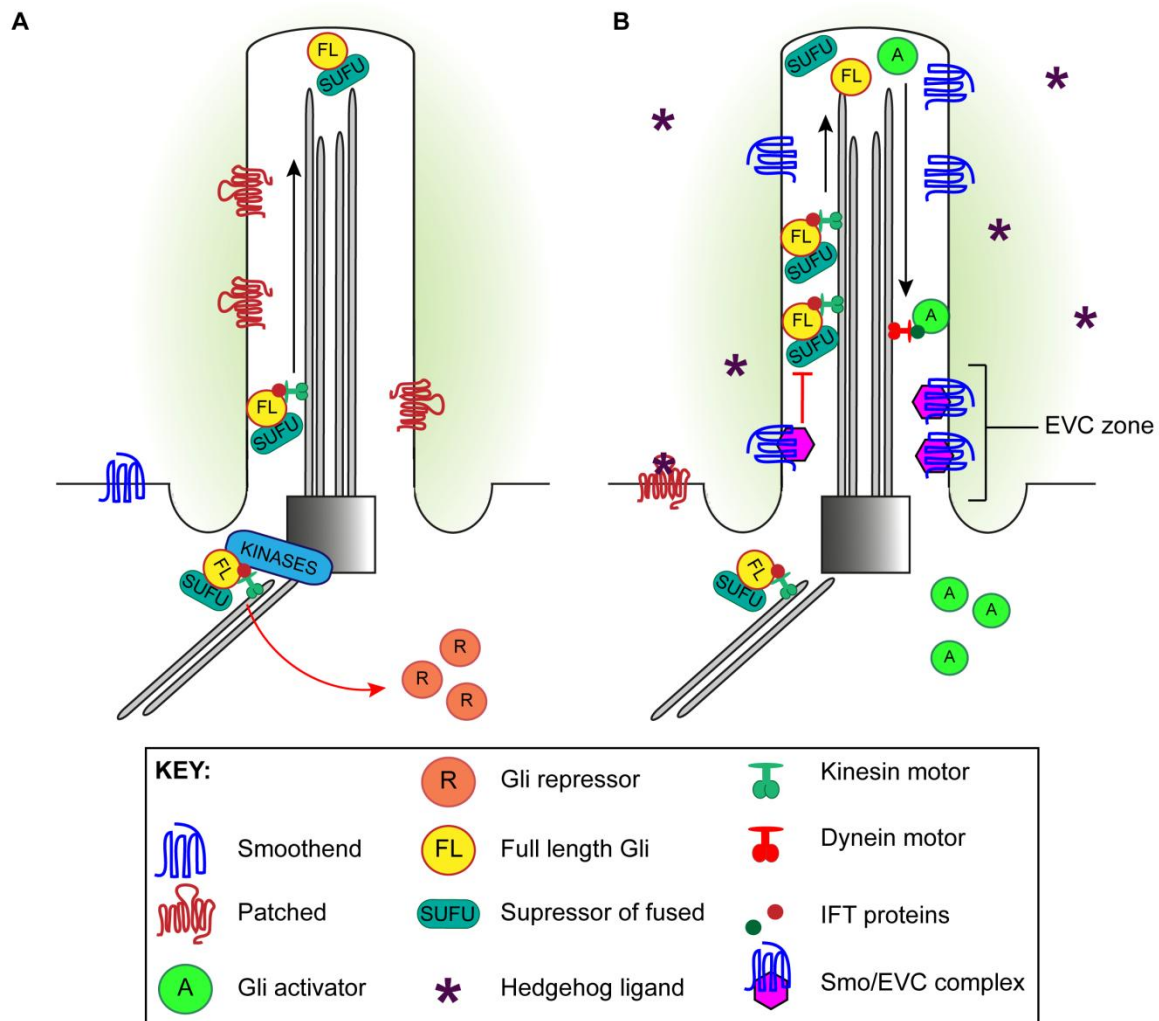 A
FL
SUFU
FL
SUFU
KINASES
FL
SUFU
R
R
R
B
SUFU
A
FL
FL
SUFU
FL
SUFU
A
EVC zone
FL
SUFU
A
A
A
KEY:
Smoothend
Patched
A Gli activator
R Gli repressor
FL Full length Gli
SUFU Supressor of fused
Hedgehog ligand
Kinesin motor
Dynein motor
IFT proteins
Smo/EVC complex